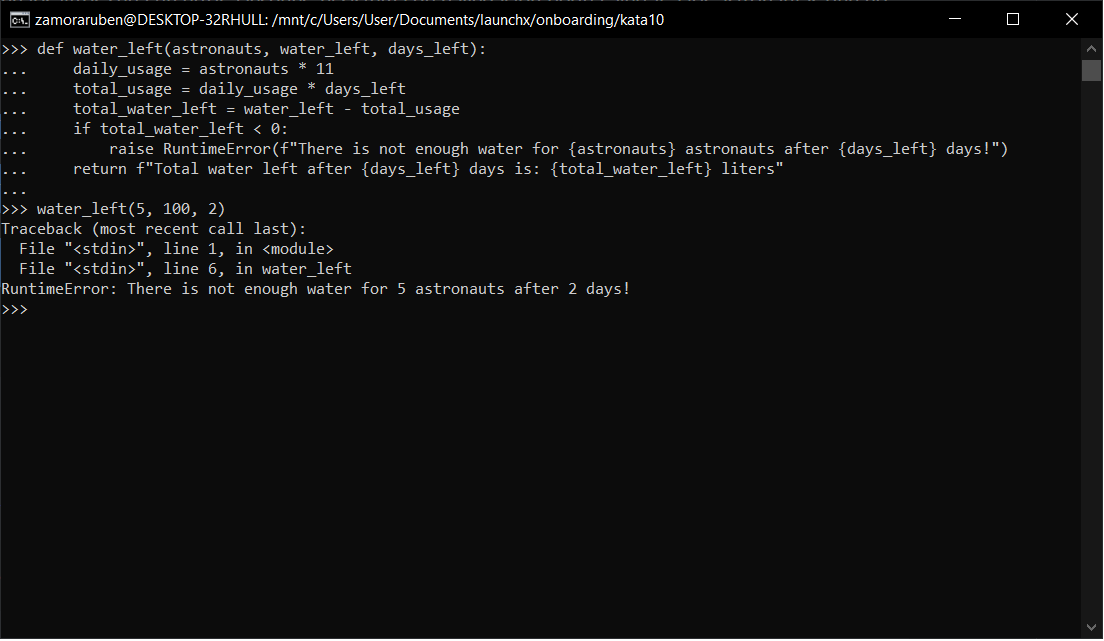 zamoraruben@DESKTOP-32RHULL: /mnt/c/Users/User/Documents/launchx/onboarding/kata10
>>> def water_left(astronauts, water_left, days_left):
...     daily_usage = astronauts * 11
...     total_usage = daily_usage * days_left
...     total_water_left = water_left - total_usage
...     if total_water_left < 0:
...         raise RuntimeError(f"There is not enough water for {astronauts} astronauts after {days_left} days!")
...     return f"Total water left after {days_left} days is: {total_water_left} liters"
...
>>> water_left(5, 100, 2)
Traceback (most recent call last):
  File "<stdin>", line 1, in <module>
  File "<stdin>", line 6, in water_left
RuntimeError: There is not enough water for 5 astronauts after 2 days!
>>>